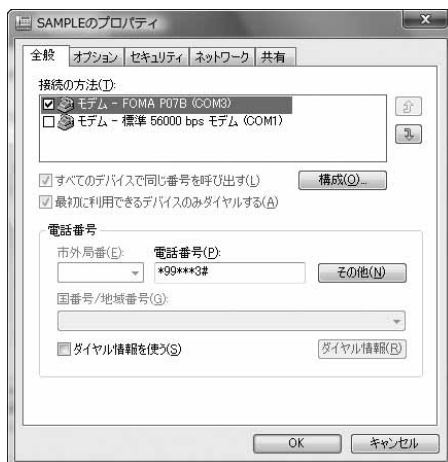 SAMPLEのプロパティ
全般 オプション セキュリティ ネットワーク 共有
接続の方法(T):
モデム - FOMA P07B (COM3)
モデム - 標準 56000 bps モデム (COM1)
すべてのデバイスで同じ番号を呼び出す(L)
構成(O)...
最初に利用できるデバイスのみダイヤルする(A)
電話番号
市外局番(E): 電話番号(P):
*99***3# その他(N)
国番号/地域番号(G):
ダイヤル情報を使う(S) ダイヤル情報(R)
OK キャンセル